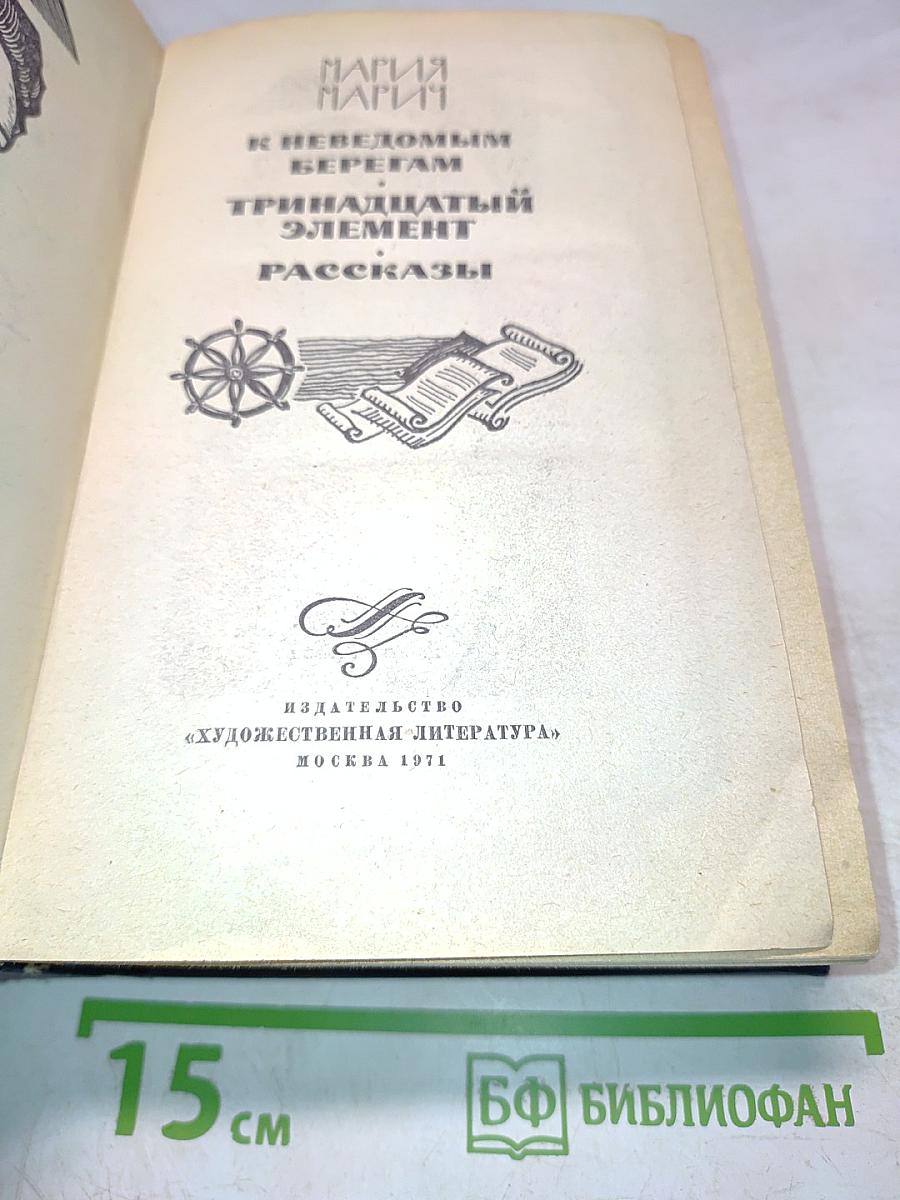 МАРИЯ
МАРИЧ
К НЕВЕДОМЫМ
БЕРЕГАМ
•
ТРИНАДЦАТЫЙ
ЭЛЕМЕНТ
•
РАССКАЗЫ
ИЗДАТЕЛЬСТВО
«ХУДОЖЕСТВЕННАЯ ЛИТЕРАТУРА»
МОСКВА 1971
15 см
БФ БИБЛИОФАН